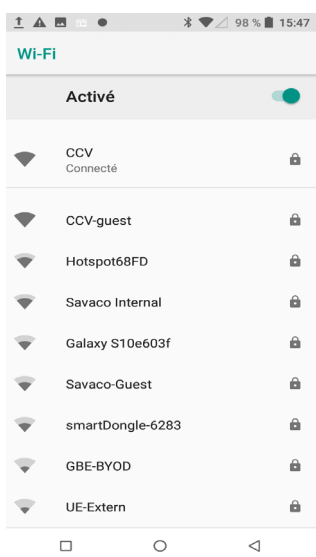 98 % 15:47
Wi-Fi
Activé
CCV
Connecté
CCV-guest
Hotspot68FD
Savaco Internal
Galaxy S10e603f
Savaco-Guest
smartDongle-6283
GBE-BYOD
UE-Extern